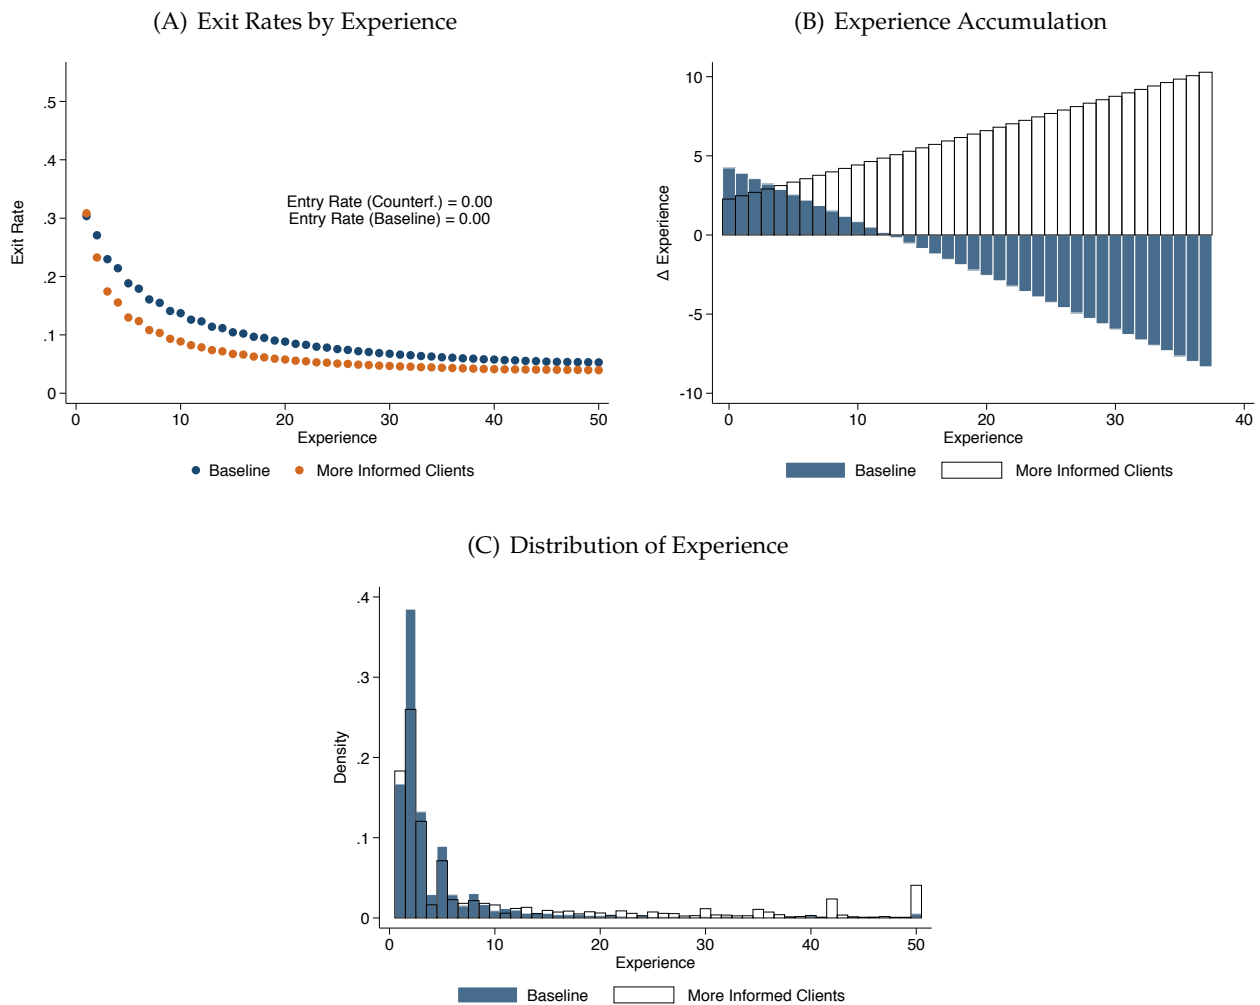 (A) Exit Rates by Experience
.5
.4
.3
.2
.1
0
Exit Rate
Entry Rate (Counterf.) = 0.00
Entry Rate (Baseline) = 0.00
0 10 20 30 40 50
Experience
Baseline More Informed Clients
(B) Experience Accumulation
10
5
0
-5
-10
Δ Experience
0 10 20 30 40
Experience
Baseline More Informed Clients
(C) Distribution of Experience
.4
.3
.2
.1
0
Density
0 10 20 30 40 50
Experience
Baseline More Informed Clients